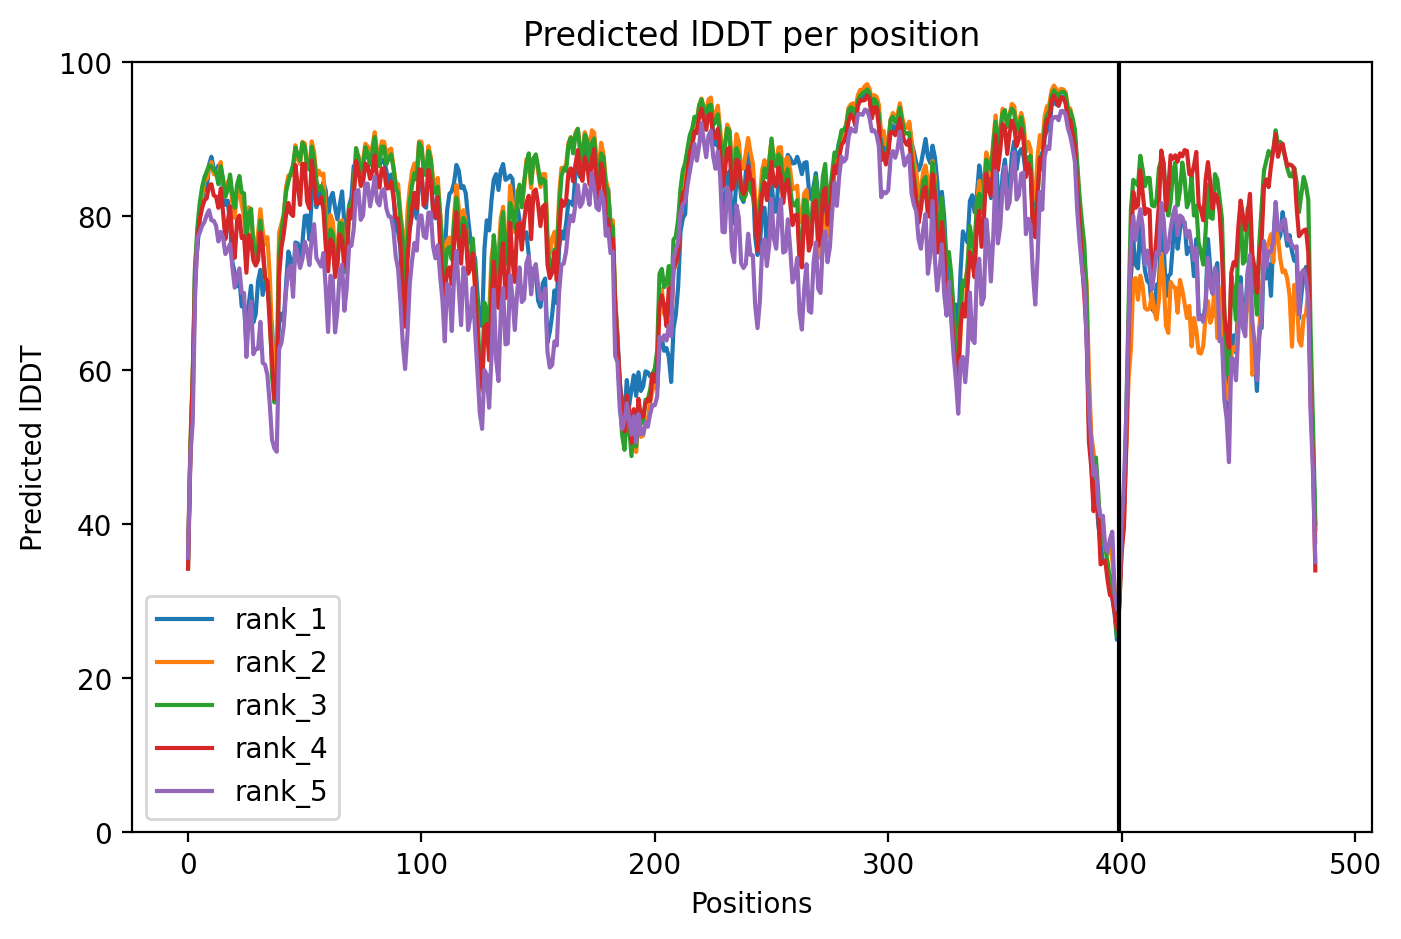 Predicted lDDT per position
100
80
60
40
20
0
Predicted lDDT
rank_1
rank_2
rank_3
rank_4
rank_5
0 100 200 300 400 500
Positions